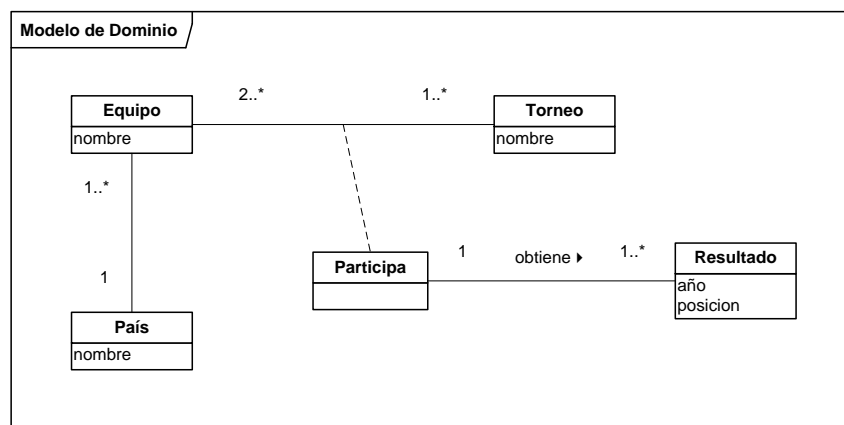 Modelo de Dominio
2..*
1..*
Equipo
nombre
Torneo
nombre
1..*
Participa
1
obtiene
1..*
Resultado
año
posicion
1
País
nombre